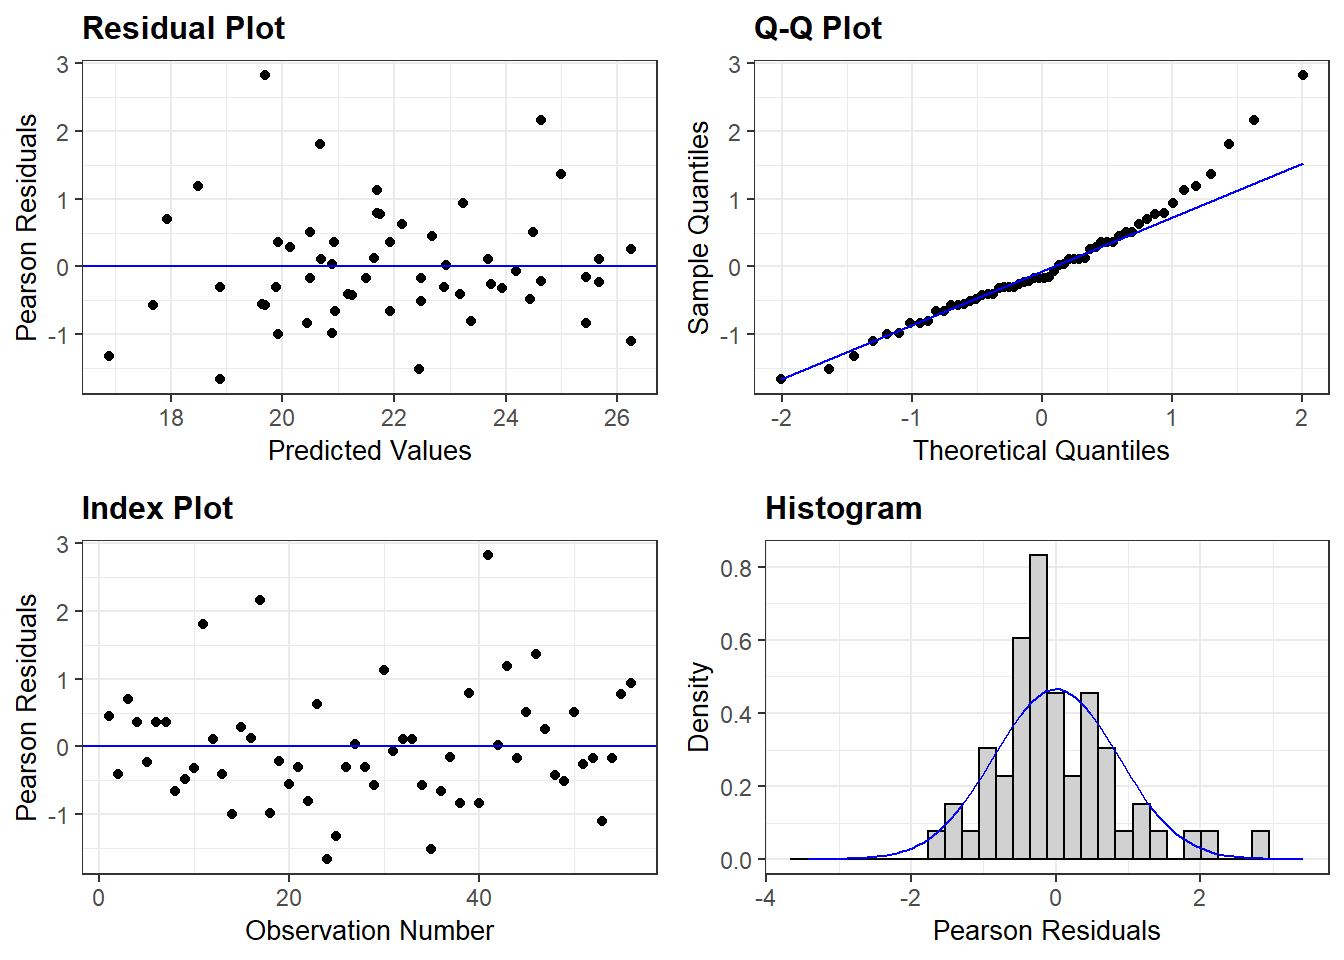 Residual Plot
3
2
1
0
-1
Pearson Residuals
18 20 22 24 26
Predicted Values
Q-Q Plot
3
2
1
0
-1
Sample Quantiles
-2 -1 0 1 2
Theoretical Quantiles
Index Plot
3
2
1
0
-1
Pearson Residuals
0 20 40
Observation Number
Histogram
0.8
0.6
0.4
0.2
0.0
Density
-4 -2 0 2
Pearson Residuals